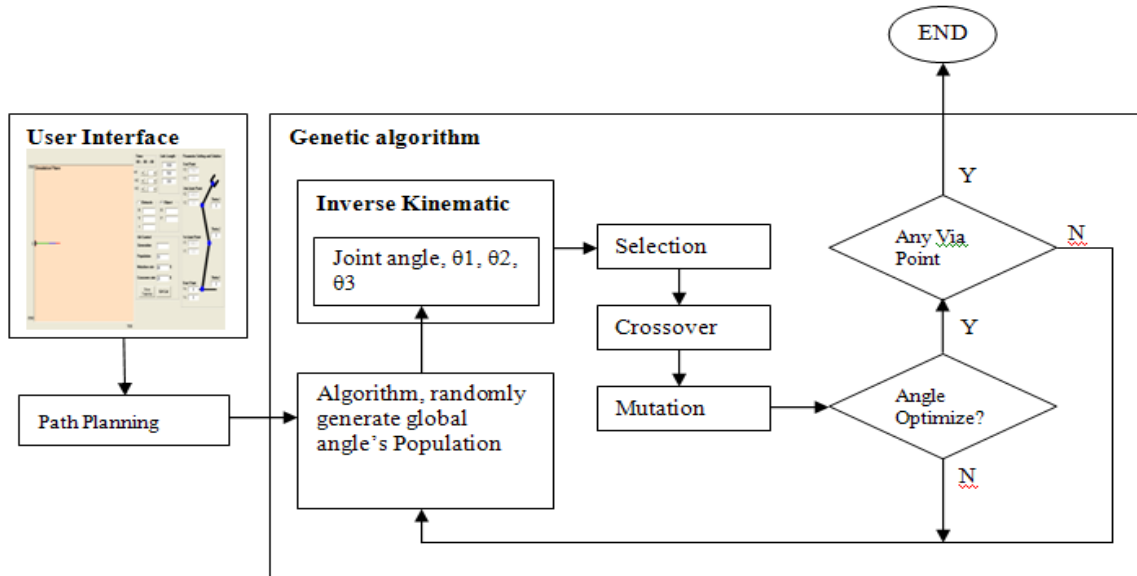 END
User Interface
Genetic algorithm
Inverse Kinematic
Joint angle, θ1, θ2,
θ3
Algorithm, randomly
generate global
angle’s Population
Path Planning
Selection
Crossover
Mutation
Angle
Optimize?
Y
N
Any Via
Point
Y
N